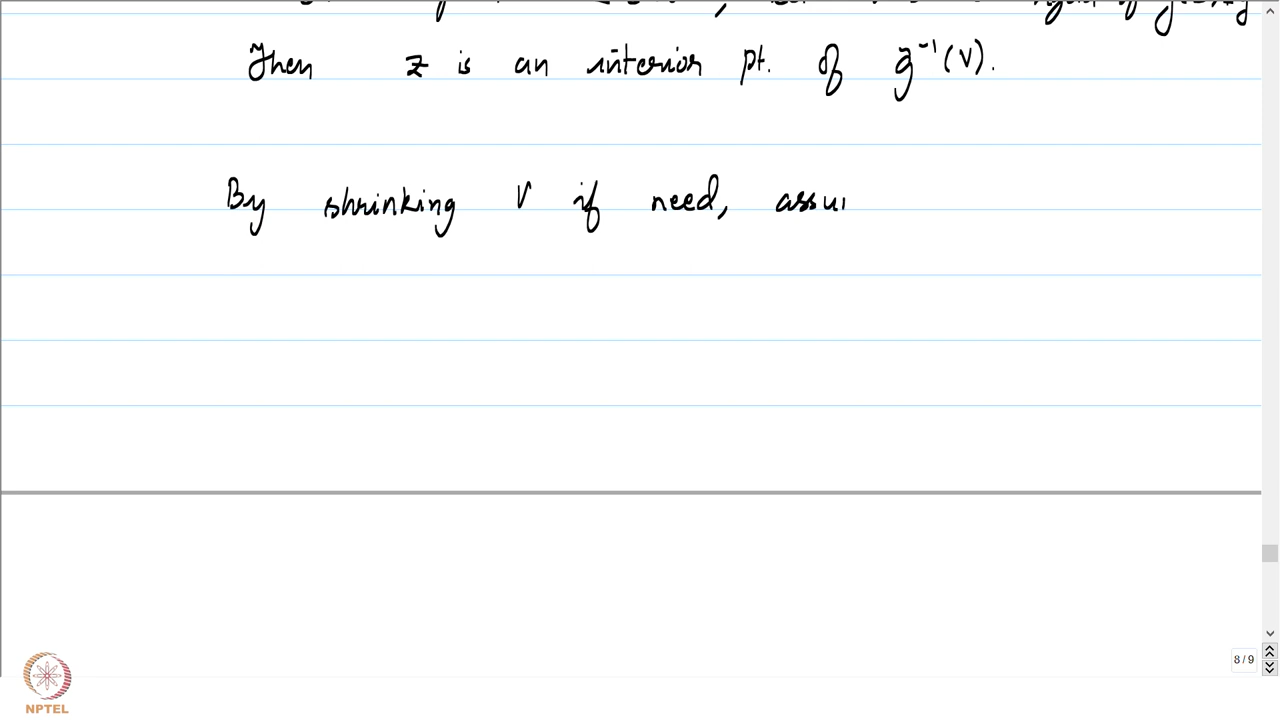 Then z is an interior pt. of g⁻¹(V).
By shrinking V if need, assu
8 / 9
NPTEL